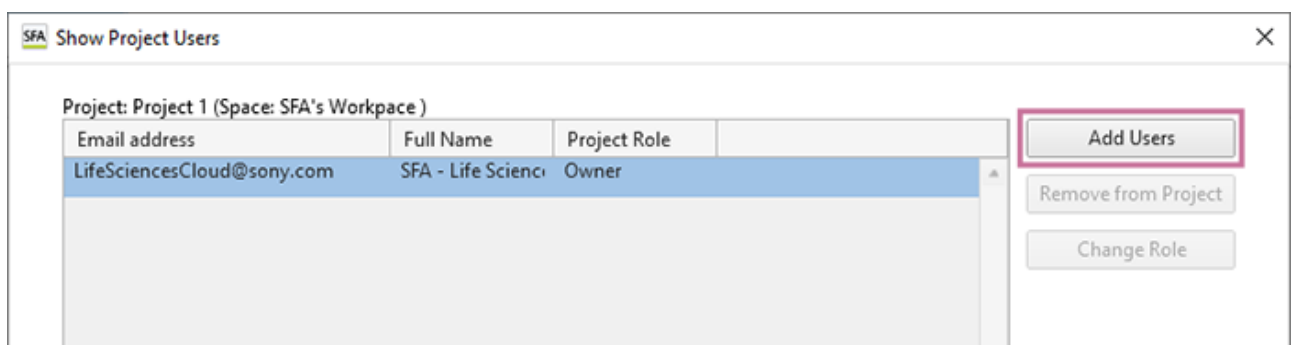 SFA Show Project Users
Project: Project 1 (Space: SFA's Workpace )
Email address Full Name Project Role
Add Users
LifeSciencesCloud@sony.com SFA - Life Scienc Owner
Remove from Project
Change Role